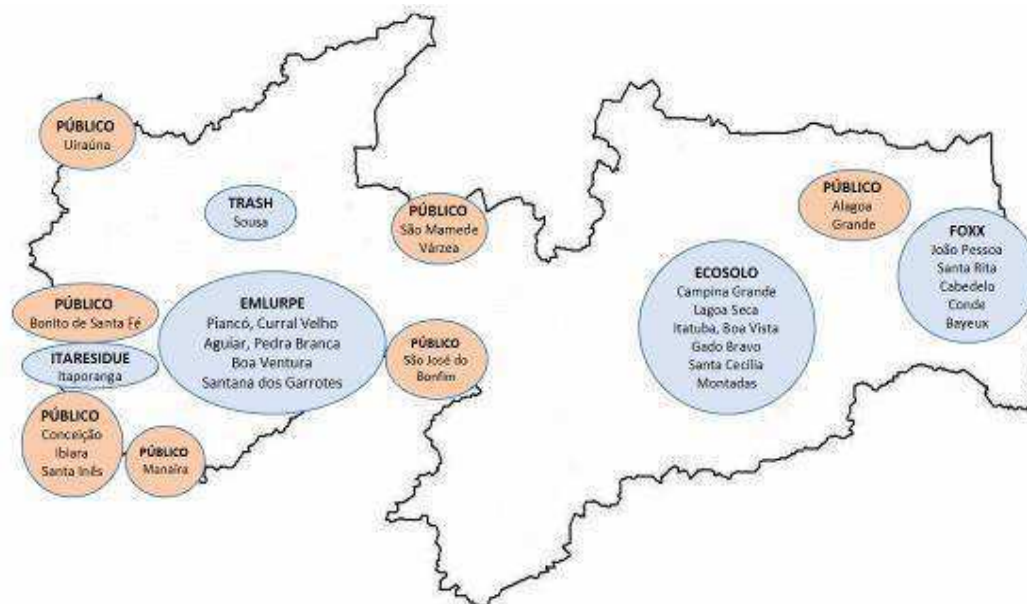 PÚBLICO
Uiraúna
TRASH
Sousa
PÚBLICO
São Mamede
Várzea
PÚBLICO
Alagoa
Grande
FOXX
João Pessoa
Santa Rita
Cabedelo
Conde
Bayeux
ECOSOLO
Campina Grande
Lagoa Seca
Itatuba, Boa Vista
Gado Bravo
Santa Cecília
Montadas
PÚBLICO
Bonito de Santa Fé
EMLURPE
Piancó, Curral Velho
Aguiar, Pedra Branca
Boa Ventura
Santana dos Garrotes
PÚBLICO
São José do
Bonfim
ITARESIDUE
Itaporanga
PÚBLICO
Conceição
Ibiara
Santa Inês
PÚBLICO
Manaíra